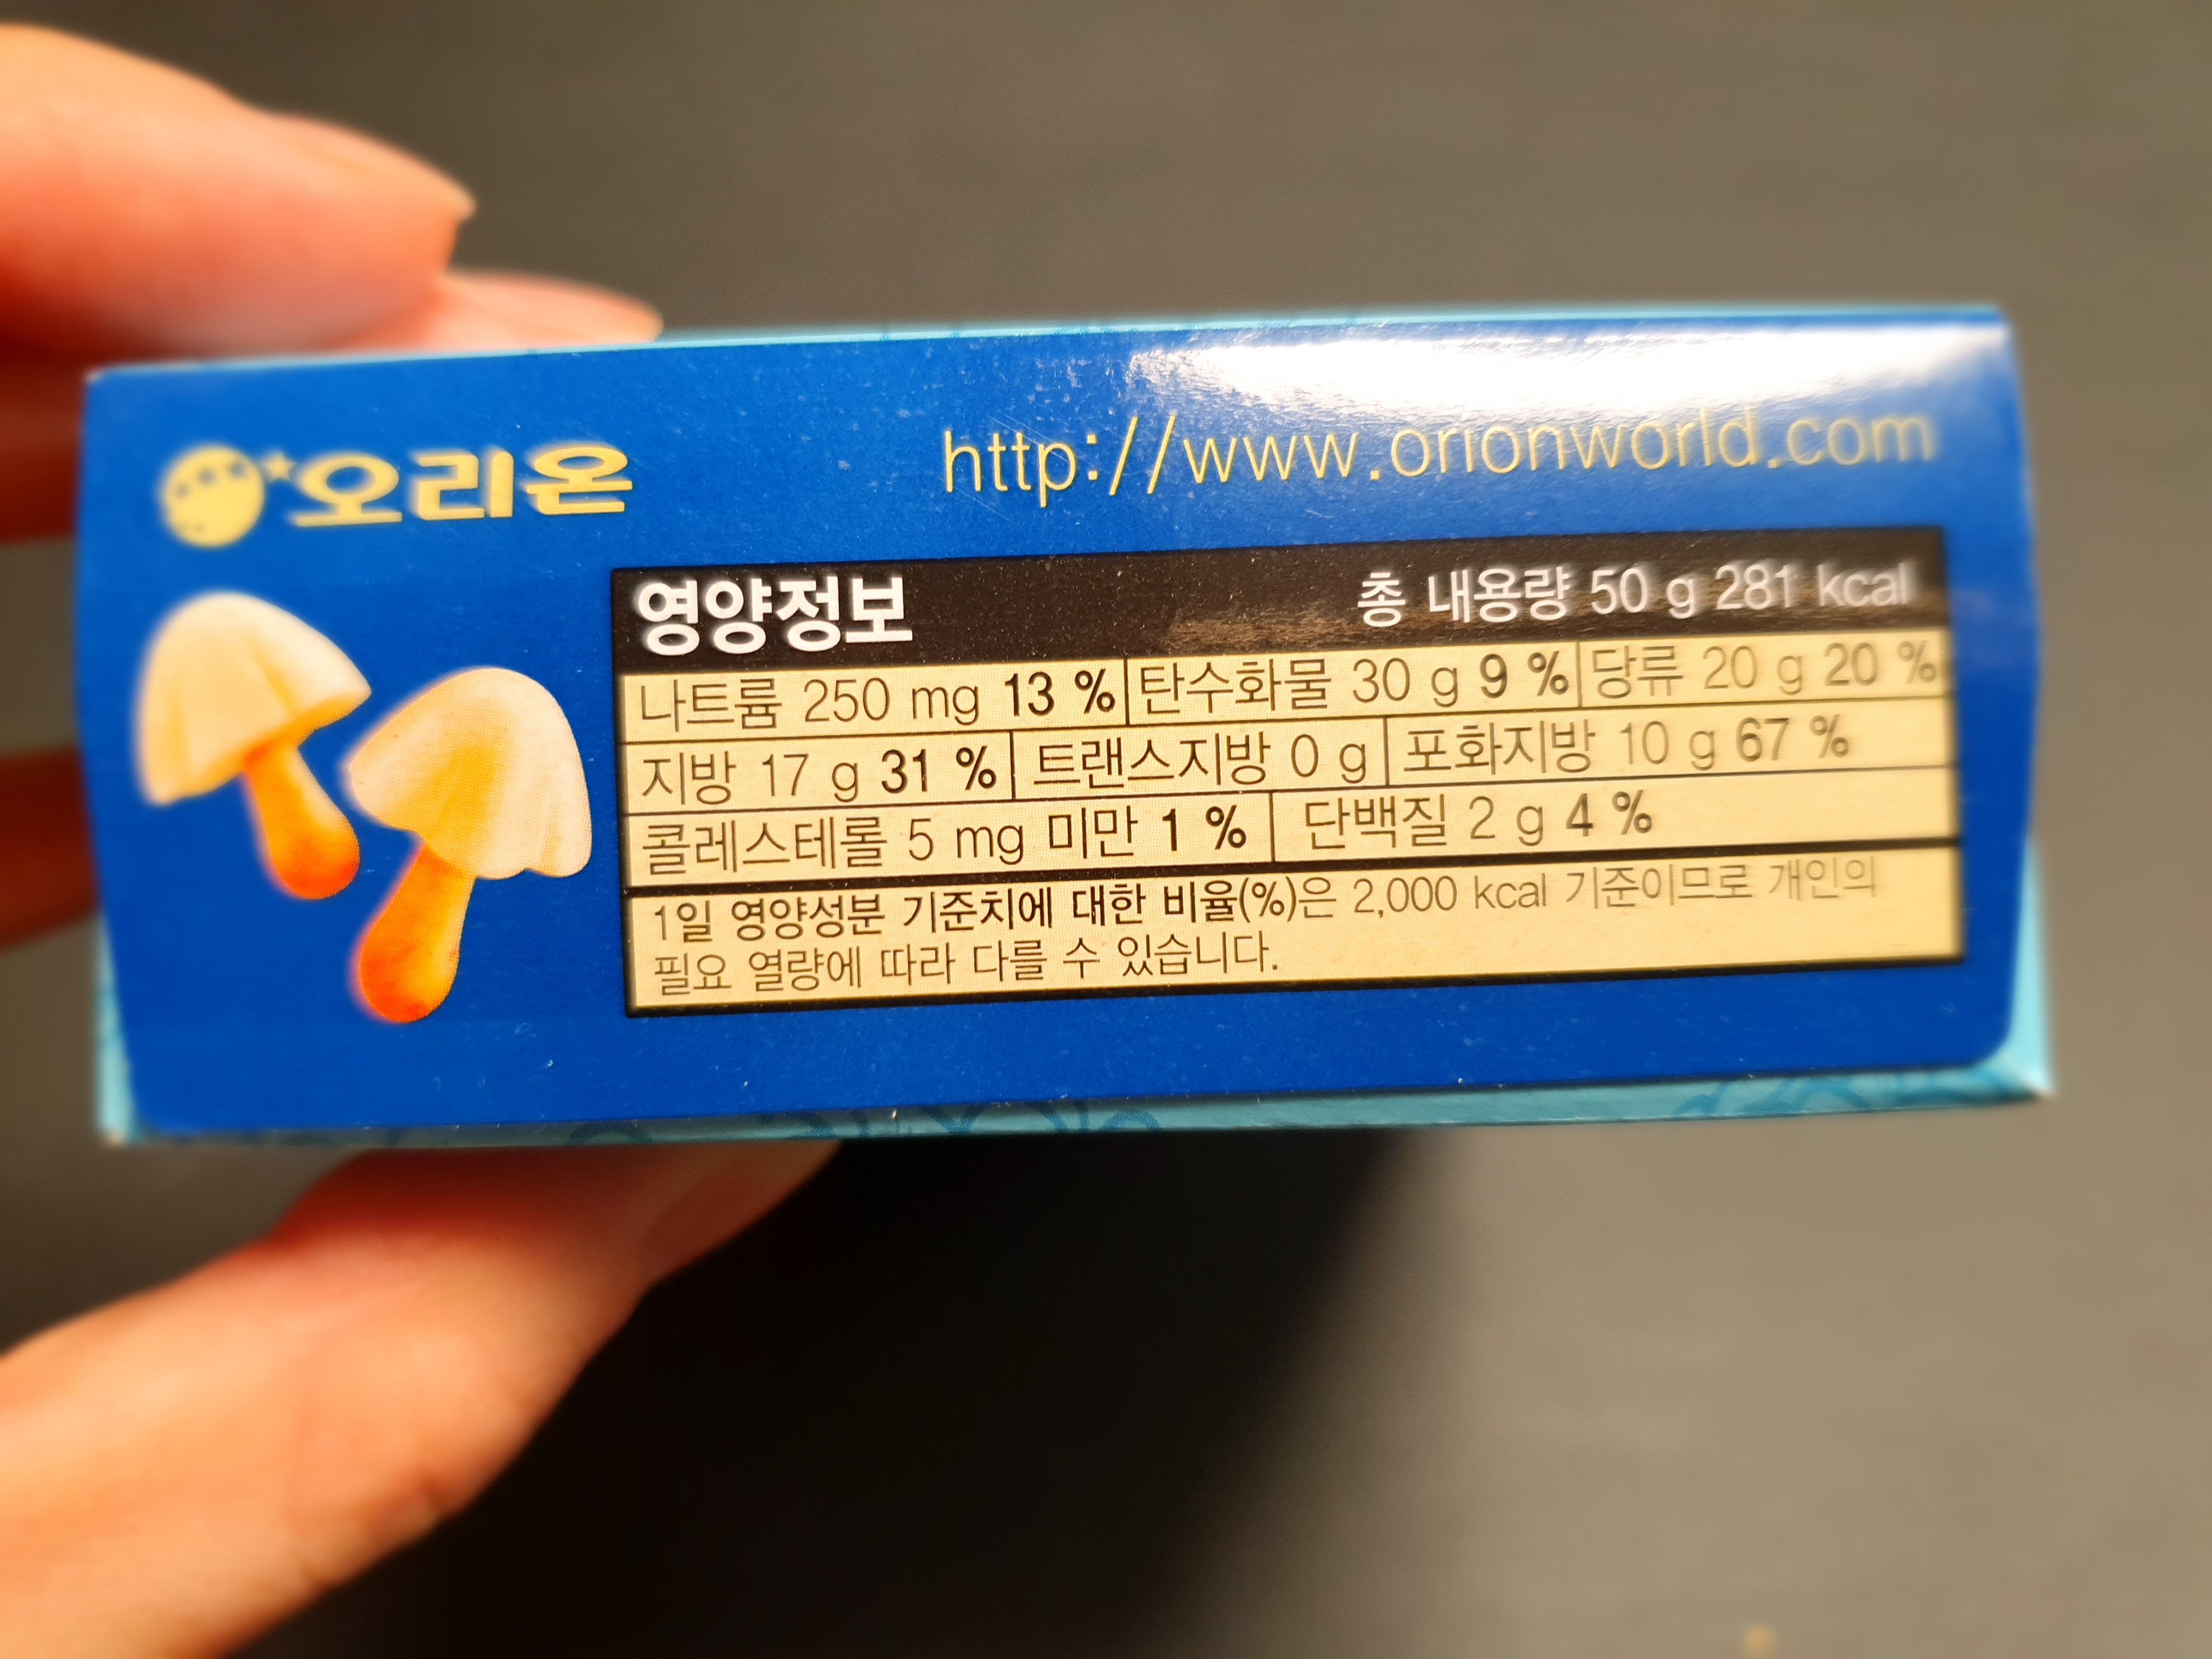 오리온
http://www.orionworld.com
영양정보 총 내용량 50 g 281 kcal
나트륨 250 mg 13 % 탄수화물 30 g 9 % 당류 20 g 20 %
지방 17 g 31 % 트랜스지방 0 g 포화지방 10 g 67 %
콜레스테롤 5 mg 미만 1 % 단백질 2 g 4 %
1일 영양성분 기준치에 대한 비율(%)은 2,000 kcal 기준이므로 개인의
필요 열량에 따라 다를 수 있습니다.